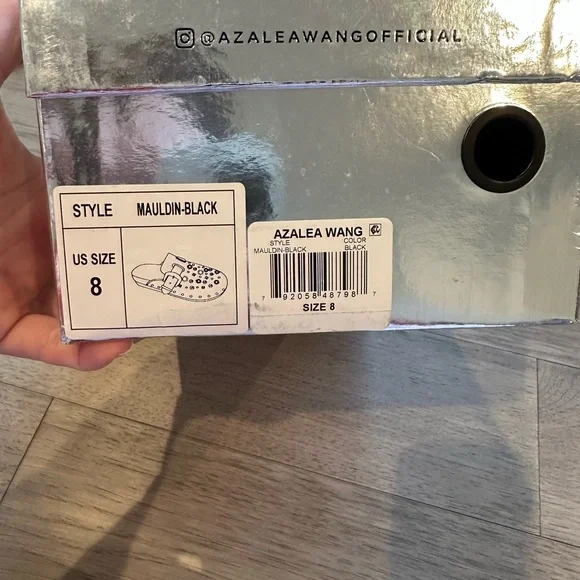 @AZALEAWANGOFFICIAL
STYLE MAULDIN-BLACK
US SIZE
8
AZALEA WANG
STYLE COLOR
MAULDIN-BLACK BLACK
7 92058 48798 7
SIZE 8